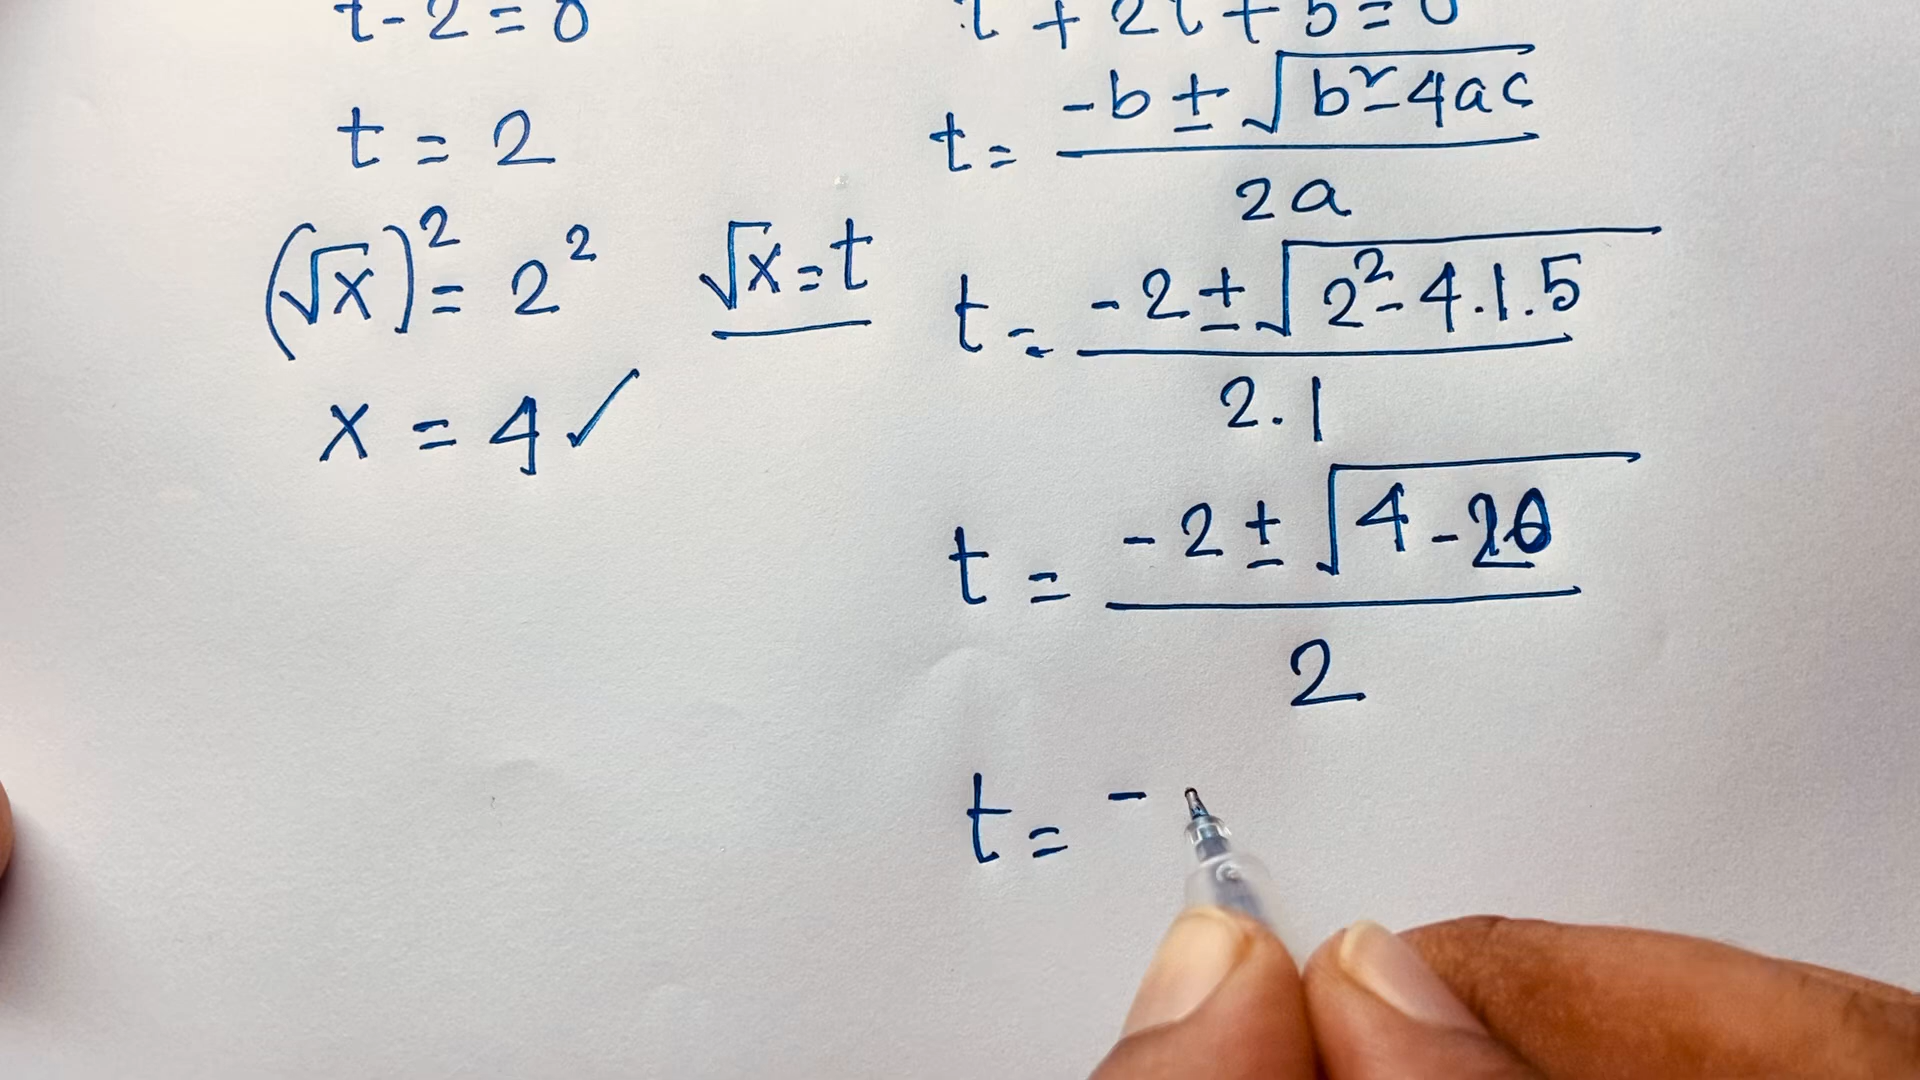 t-2=0
t=2
(√x)²=2²
x=4✓
√x=t
t²+2t+5=0
t=(-b±√(b²-4ac))/2a
t=(-2±√(2²-4.1.5))/2.1
t=(-2±√(4-20))/2
t=-